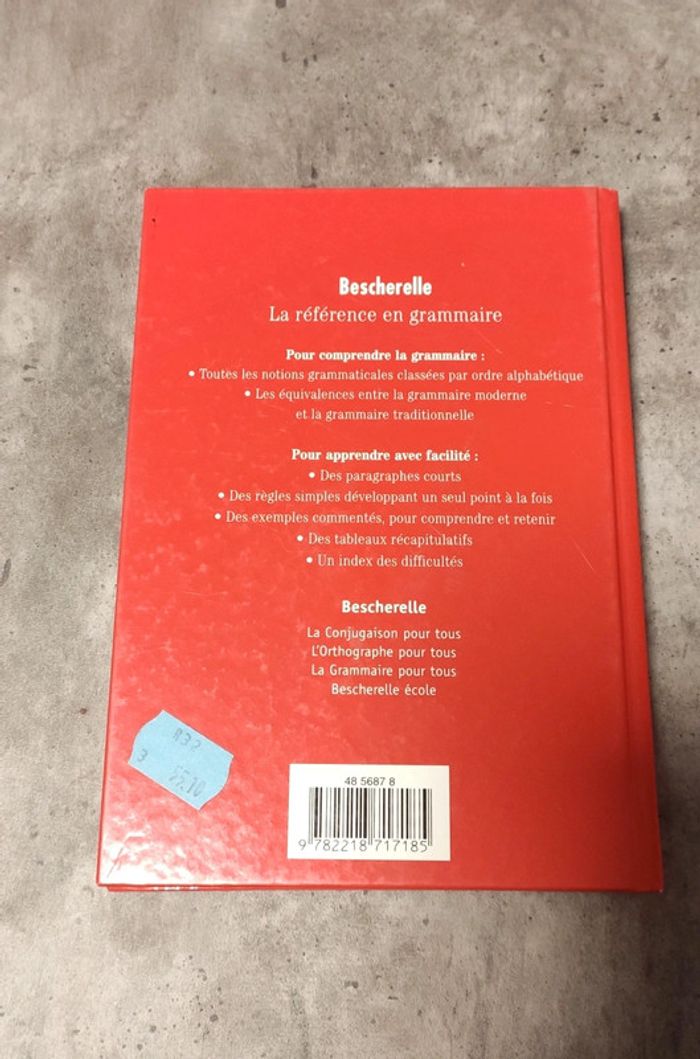 Bescherelle
La référence en grammaire
Pour comprendre la grammaire :
• Toutes les notions grammaticales classées par ordre alphabétique
• Les équivalences entre la grammaire moderne
et la grammaire traditionnelle
Pour apprendre avec facilité :
• Des paragraphes courts
• Des règles simples développant un seul point à la fois
• Des exemples commentés, pour comprendre et retenir
• Des tableaux récapitulatifs
• Un index des difficultés
Bescherelle
La Conjugaison pour tous
L'Orthographe pour tous
La Grammaire pour tous
Bescherelle école
3
55.10
48 5687 8
9 782218 717185